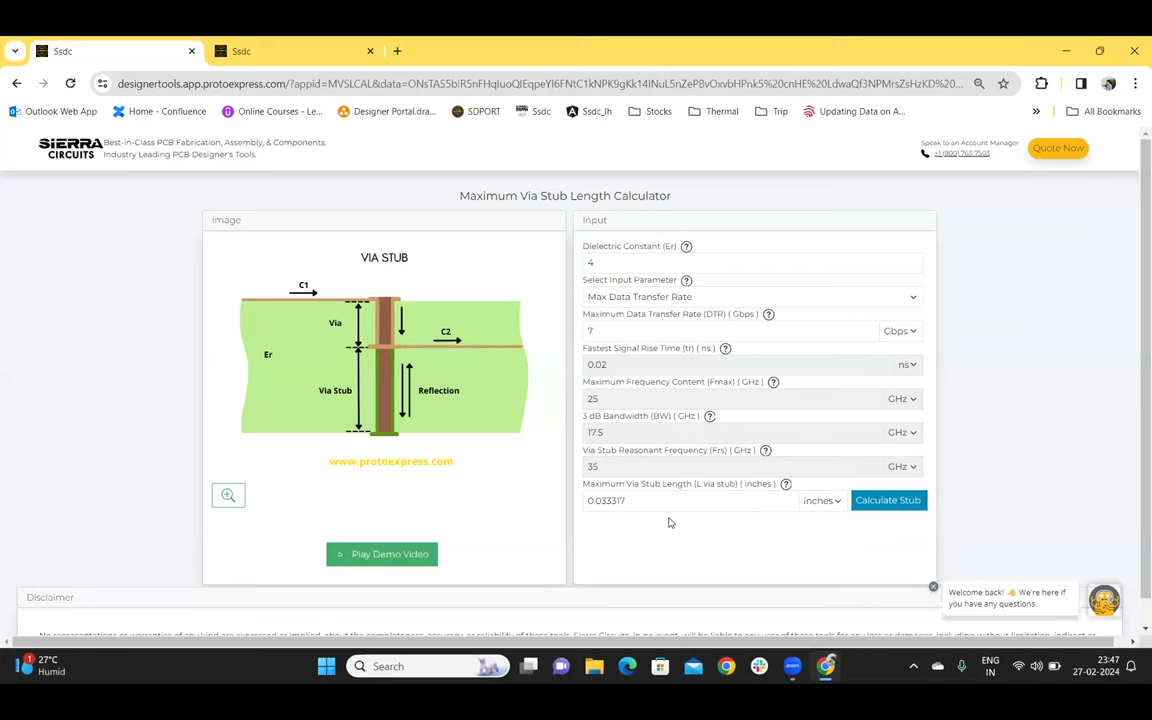 Ssdc
Ssdc
designertools.app.protoexpress.com
Outlook Web App
Home - Confluence
Online Courses - Le...
Designer Portal.dra...
SDPORT
Ssdc
Ssdc_lh
Stocks
Thermal
Trip
Updating Data on A...
»
All Bookmarks
SIERRA
CIRCUITS
Best-in-Class PCB Fabrication, Assembly, & Components.
Industry Leading PCB Designer's Tools.
Speak to an Account Manager
+1 (800) 763-7503
Quote Now
Maximum Via Stub Length Calculator
Image
VIA STUB
C1
Via
C2
Er
Via Stub
Reflection
www.protoexpress.com
> Play Demo Video
Input
Dielectric Constant (Er) ?
4
Select Input Parameter ?
Max Data Transfer Rate
Maximum Data Transfer Rate (DTR) ( Gbps ) ?
7 Gbps
Fastest Signal Rise Time (tr) ( ns ) ?
0.02 ns
Maximum Frequency Content (Fmax) ( GHz ) ?
25 GHz
3 dB Bandwidth (BW) ( GHz ) ?
17.5 GHz
Via Stub Reasonant Frequency (Frs) ( GHz ) ?
35 GHz
Maximum Via Stub Length (L via stub) ( inches ) ?
0.033317 inches Calculate Stub
Disclaimer
Welcome back! 👋 We're here if
you have any questions.
1
27°C
Humid
Search
zoom
ENG
IN
23:47
27-02-2024